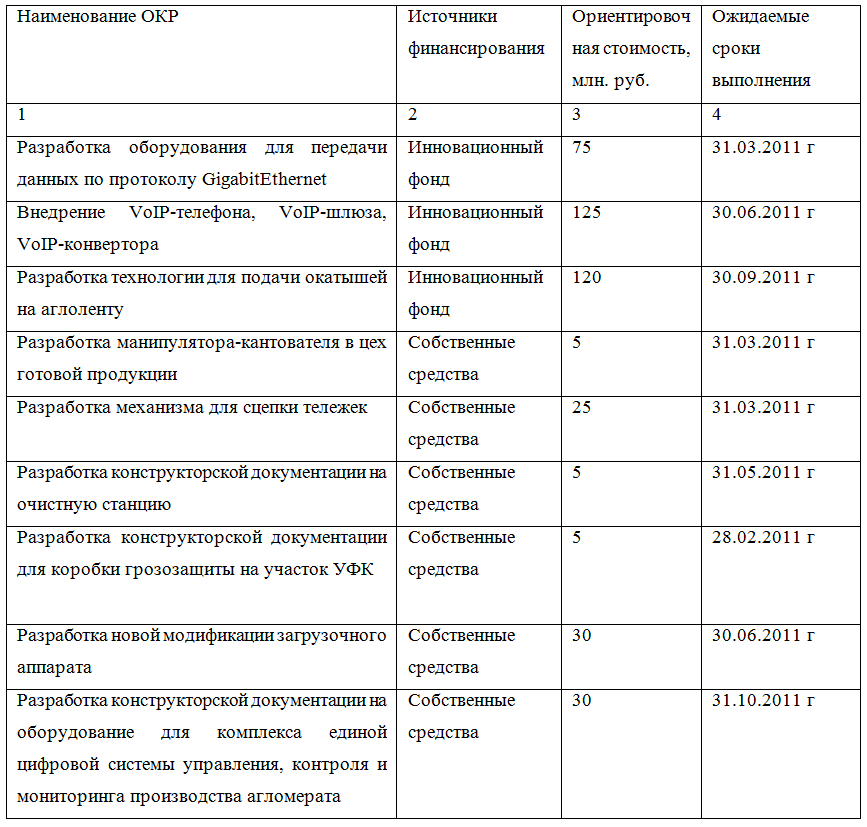 Наименование ОКР
Источники
финансирования
Ориентировоч
ная стоимость,
млн. руб.
Ожидаемые
сроки
выполнения
1
2
3
4
Разработка оборудования для передачи
данных по протоколу GigabitEthernet
Инновационный
фонд
75
31.03.2011 г
Внедрение VoIP-телефона, VoIP-шлюза,
VoIP-конвертора
Инновационный
фонд
125
30.06.2011 г
Разработка технологии для подачи окатышей
на аглоленту
Инновационный
фонд
120
30.09.2011 г
Разработка манипулятора-кантователя в цех
готовой продукции
Собственные
средства
5
31.03.2011 г
Разработка механизма для сцепки тележек
Собственные
средства
25
31.03.2011 г
Разработка конструкторской документации на
очистную станцию
Собственные
средства
5
31.05.2011 г
Разработка конструкторской документации
для коробки грозозащиты на участок УФК
Собственные
средства
5
28.02.2011 г
Разработка новой модификации загрузочного
аппарата
Собственные
средства
30
30.06.2011 г
Разработка конструкторской документации на
оборудование для комплекса единой
цифровой системы управления, контроля и
мониторинга производства агломерата
Собственные
средства
30
31.10.2011 г